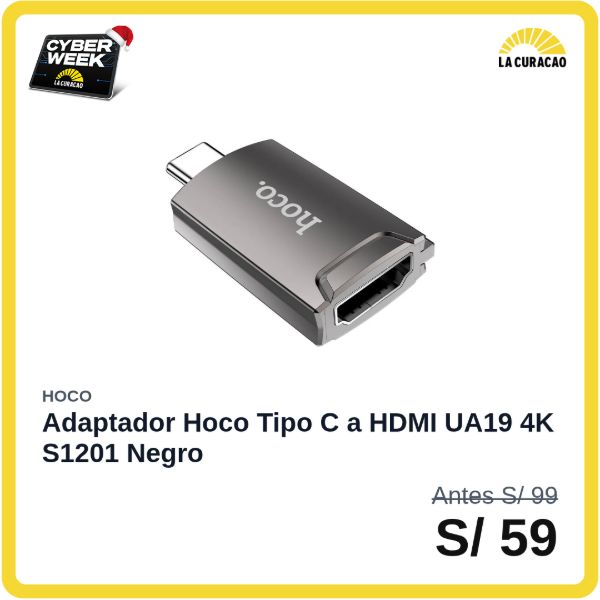 CYBER
WEEK
LA CURACAO
LA CURACAO
hoco.
HOCO
Adaptador Hoco Tipo C a HDMI UA19 4K
S1201 Negro
Antes S/ 99
S/ 59